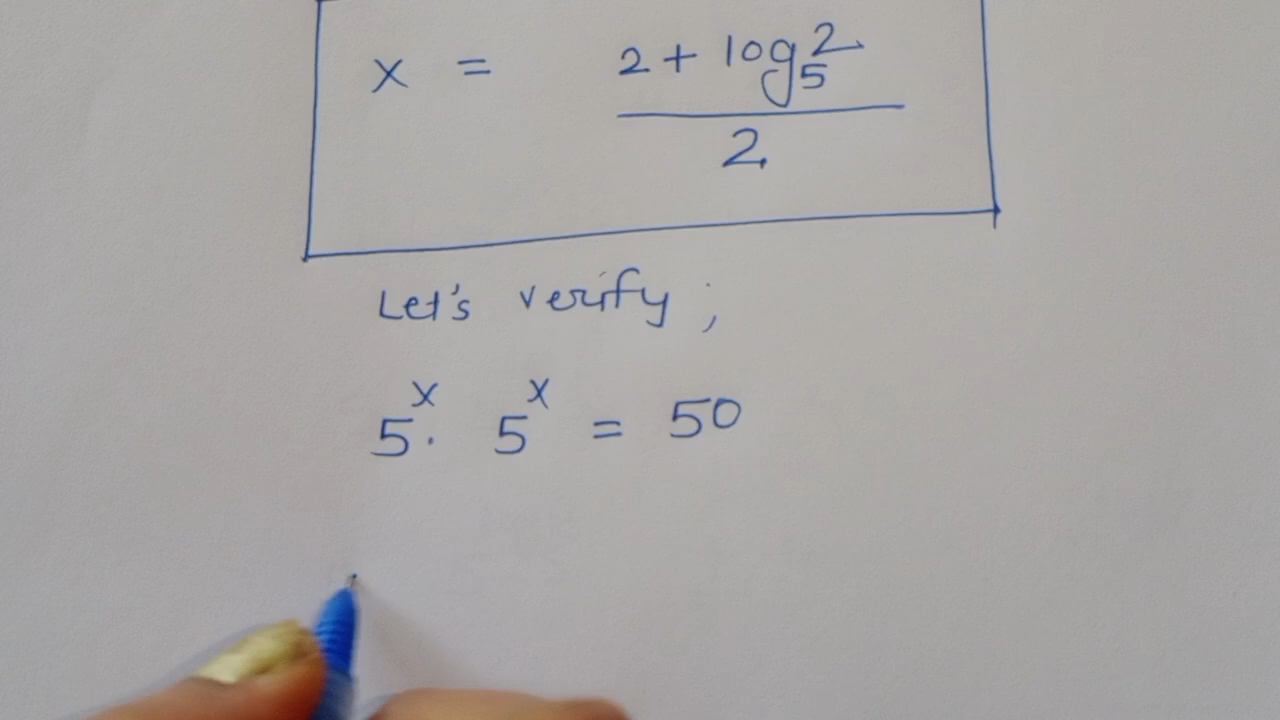 x = (2 + log₅2) / 2
Let's verify;
5ˣ. 5ˣ = 50